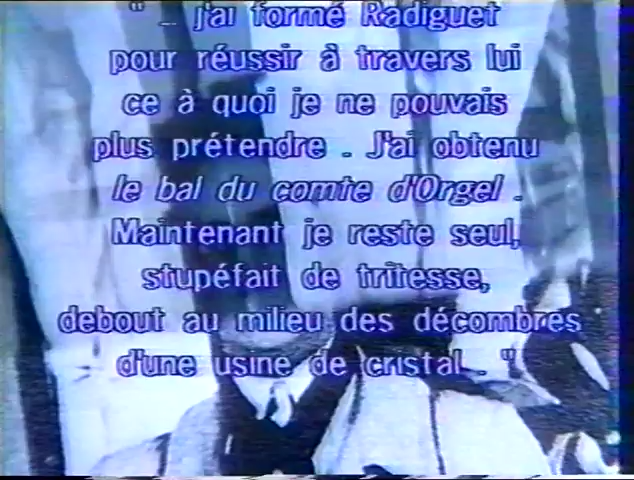 " ... j'ai formé Radiguet
pour réussir à travers lui
ce à quoi je ne pouvais
plus prétendre . J'ai obtenu
le bal du comte d'Orgel .
Maintenant je reste seul,
stupéfait de tritesse,
debout au milieu des décombres
d'une usine de cristal . "